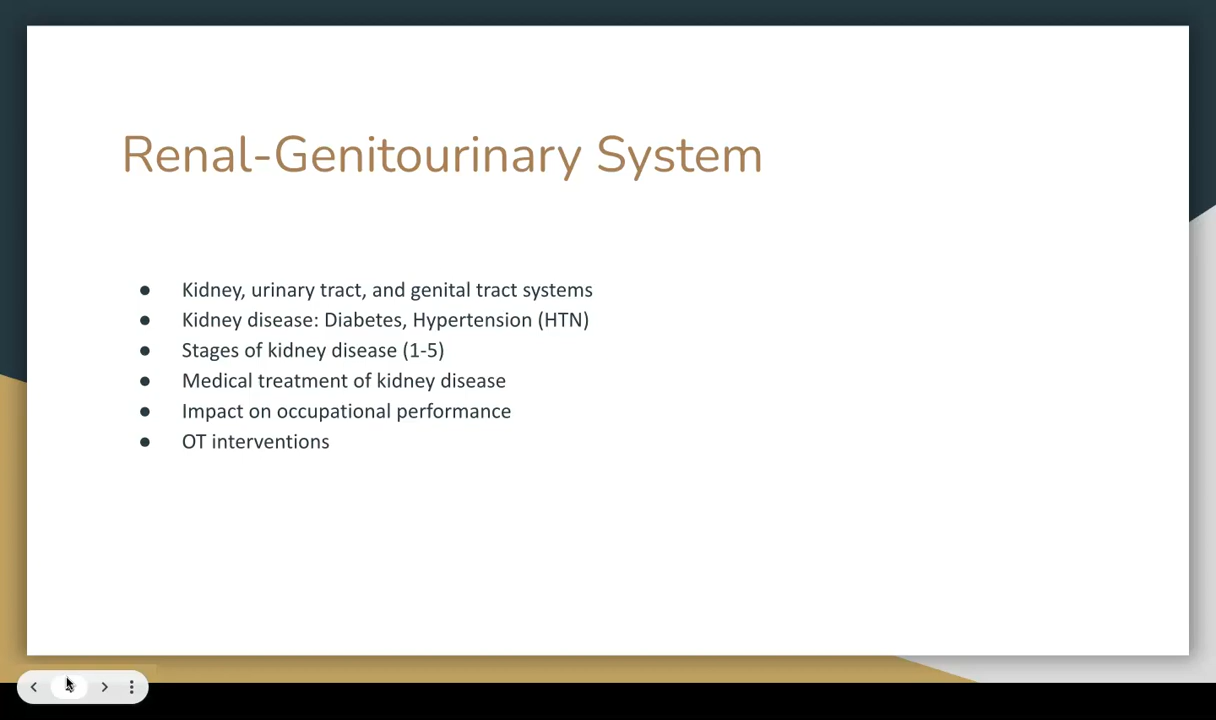 Renal-Genitourinary System
● Kidney, urinary tract, and genital tract systems
● Kidney disease: Diabetes, Hypertension (HTN)
● Stages of kidney disease (1-5)
● Medical treatment of kidney disease
● Impact on occupational performance
● OT interventions